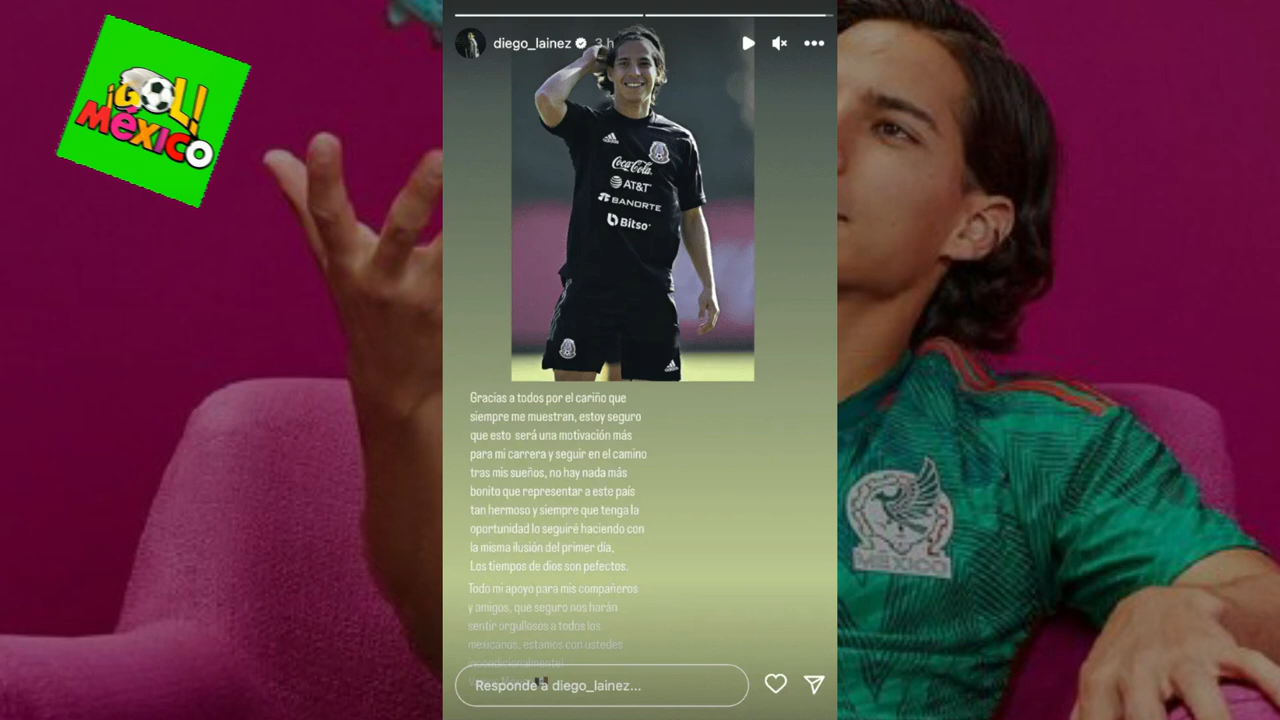 ¡GOL!
México
diego_lainez 3 h
Coca-Cola
AT&T
BANORTE
Bitso
Gracias a todos por el cariño que
siempre me muestran, estoy seguro
que esto será una motivación más
para mi carrera y seguir en el camino
tras mis sueños, no hay nada más
bonito que representar a este país
tan hermoso y siempre que tenga la
oportunidad lo seguiré haciendo con
la misma ilusión del primer día,
Los tiempos de dios son pefectos.
Todo mi apoyo para mis compañeros
y amigos, que seguro nos harán
sentir orgullosos a todos los
mexicanos, estamos con ustedes
incondicionalmente!
Responde a diego_lainez...
MEXICO